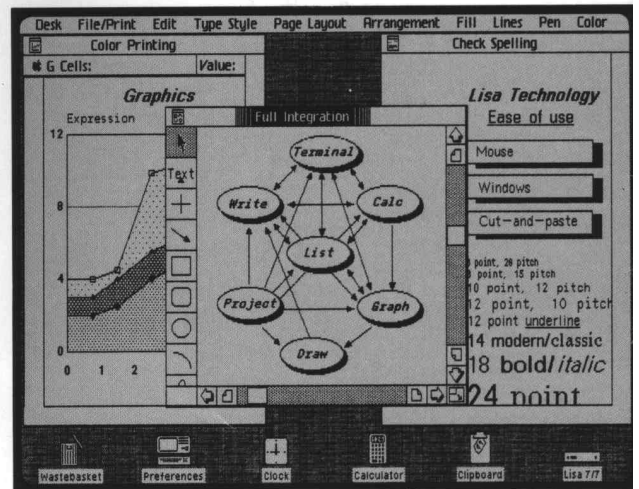 Desk File/Print Edit Type Style Page Layout Arrangement Fill Lines Pen Color
Color Printing
G Cells: Value:
Graphics
Expression
12
8
4
0
0 1 2
Full Integration
Text
Terminal
Write
Calc
List
Project
Graph
Draw
Check Spelling
Lisa Technology
Ease of use
Mouse
Windows
Cut-and-paste
point, 20 pitch
point, 15 pitch
10 point, 12 pitch
12 point, 10 pitch
12 point underline
14 modern/classic
18 bold/italic
24 point
Wastebasket
Preferences
Clock
Calculator
Clipboard
Lisa 7/7